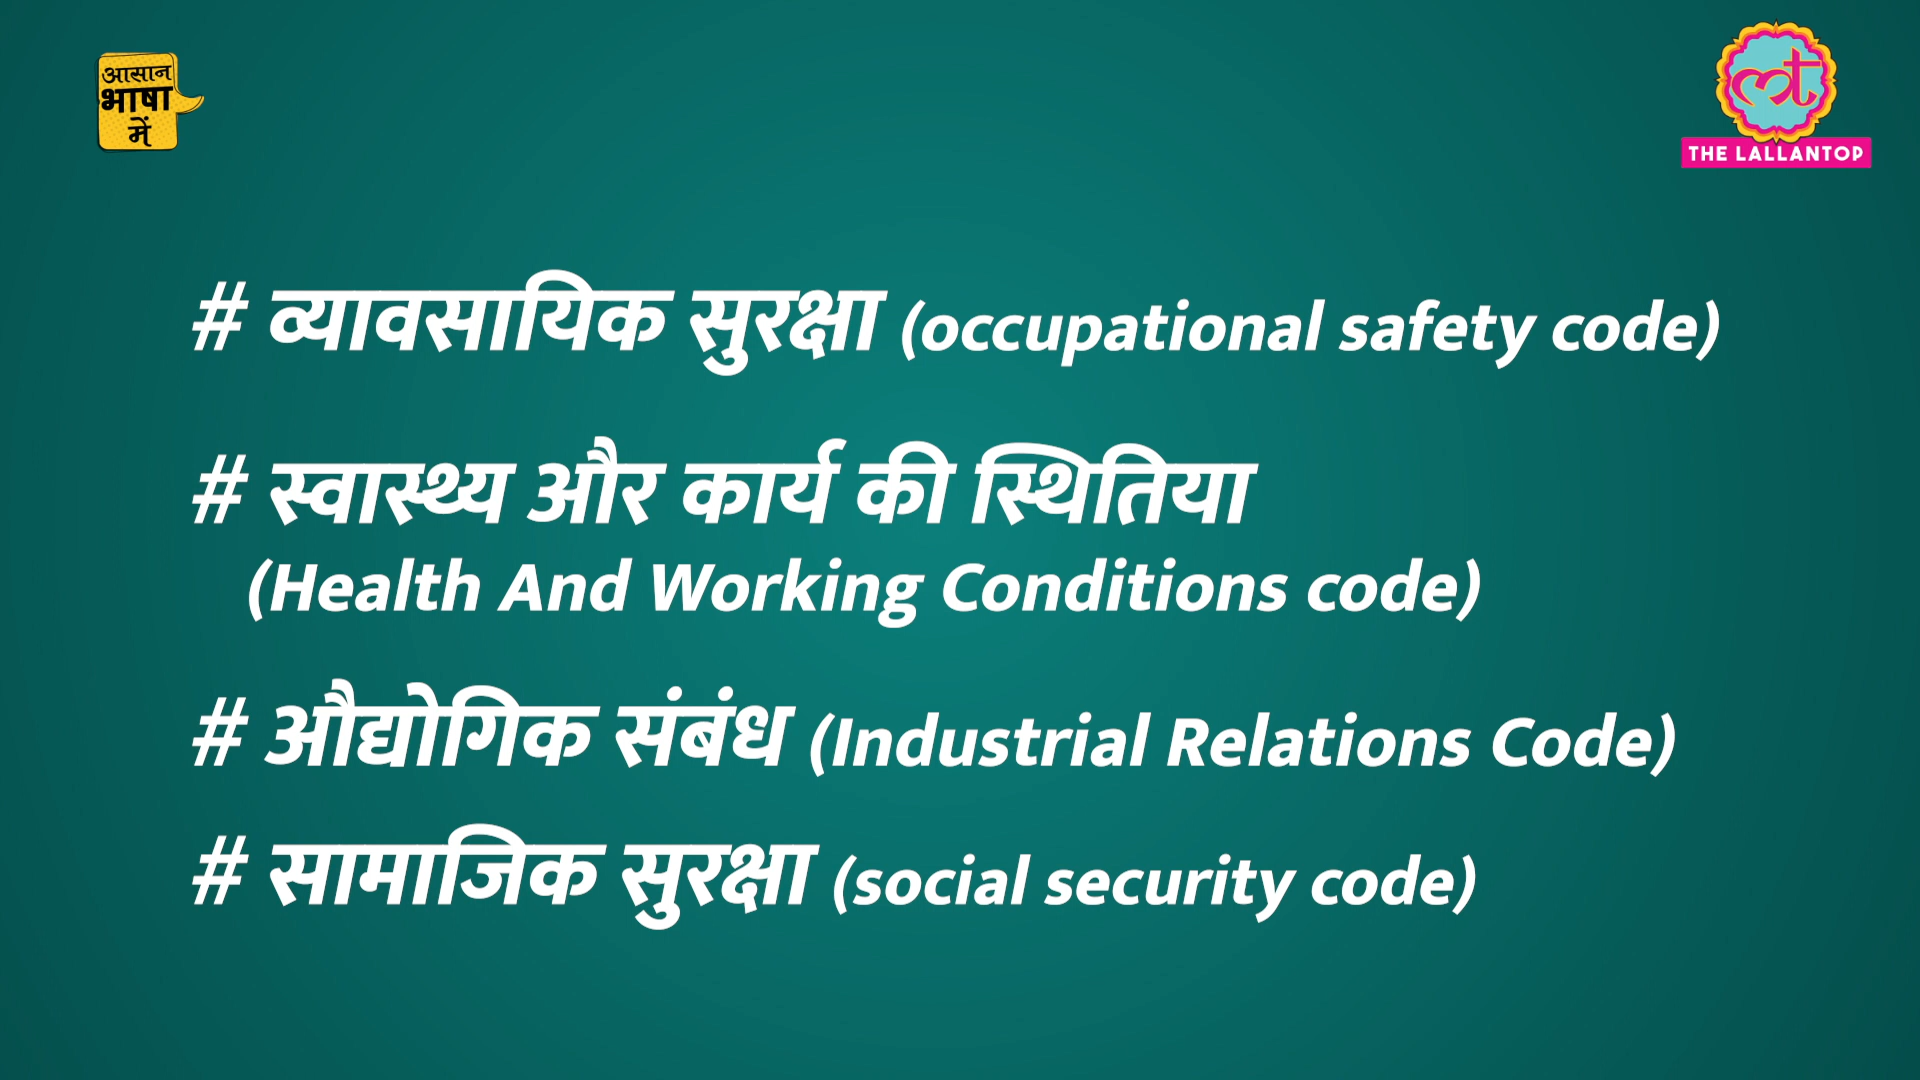 आसान
भाषा
में
THE LALLANTOP
# व्यावसायिक सुरक्षा (occupational safety code)
# स्वास्थ्य और कार्य की स्थितिया
(Health And Working Conditions code)
# औद्योगिक संबंध (Industrial Relations Code)
# सामाजिक सुरक्षा (social security code)